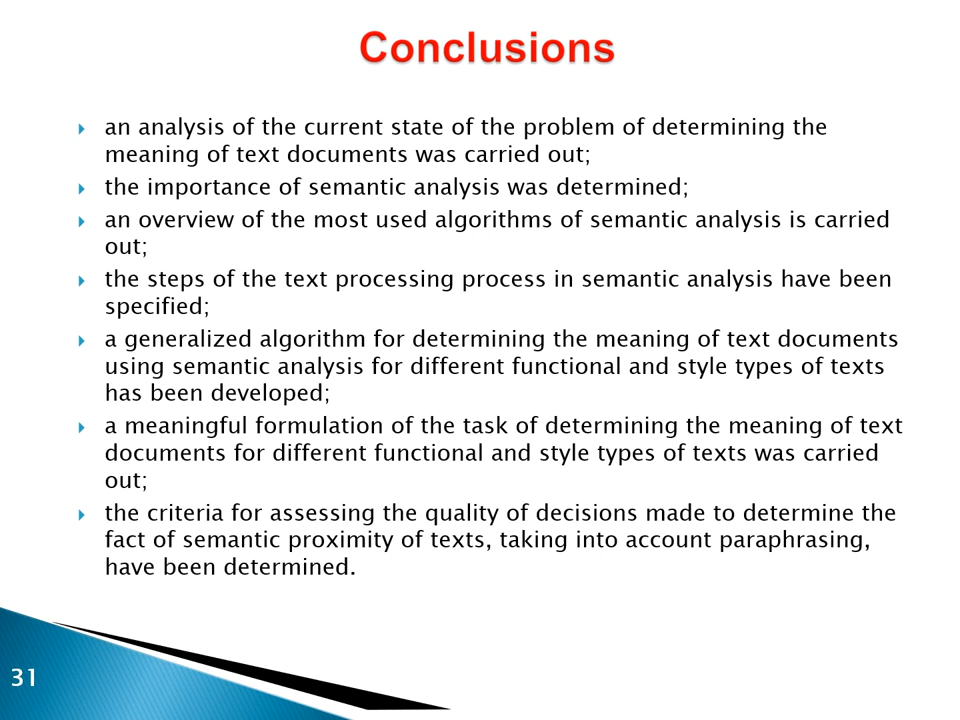 Conclusions
an analysis of the current state of the problem of determining the
meaning of text documents was carried out;
the importance of semantic analysis was determined;
an overview of the most used algorithms of semantic analysis is carried
out;
the steps of the text processing process in semantic analysis have been
specified;
a generalized algorithm for determining the meaning of text documents
using semantic analysis for different functional and style types of texts
has been developed;
a meaningful formulation of the task of determining the meaning of text
documents for different functional and style types of texts was carried
out;
the criteria for assessing the quality of decisions made to determine the
fact of semantic proximity of texts, taking into account paraphrasing,
have been determined.
31